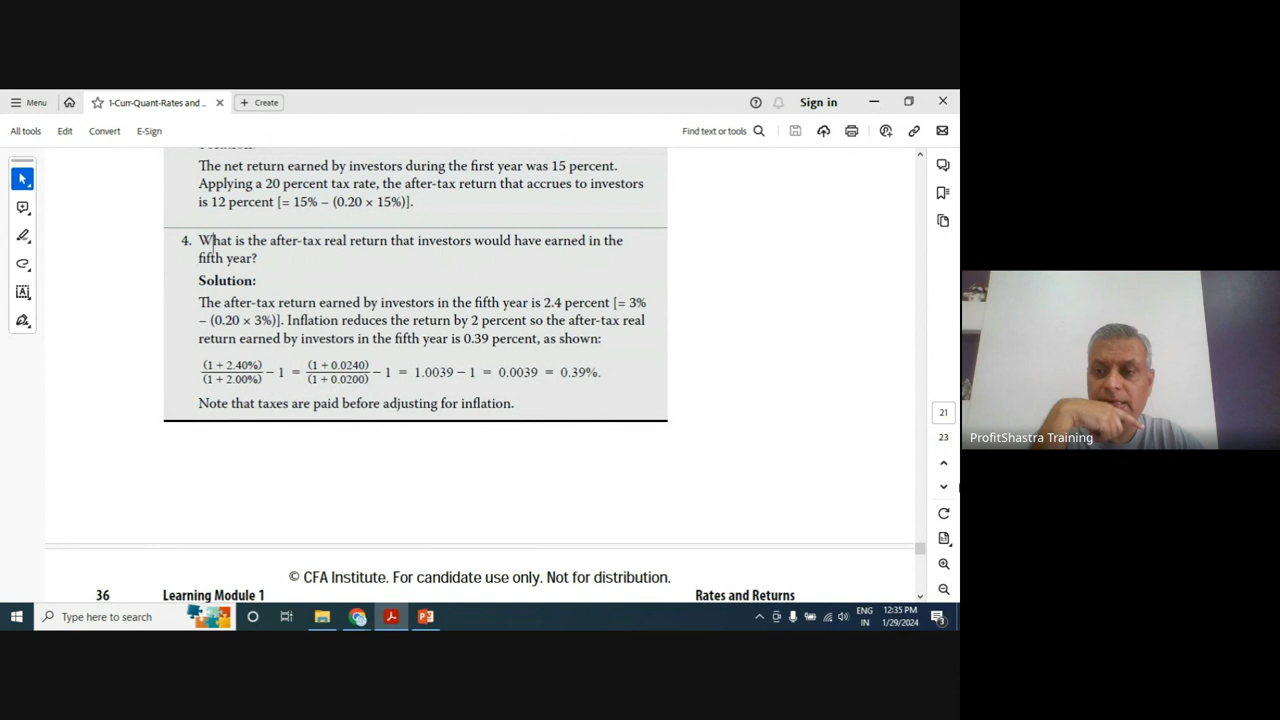 Menu
1-Curr-Quant-Rates and ...
Create
Sign in
All tools
Edit
Convert
E-Sign
Find text or tools
The net return earned by investors during the first year was 15 percent.
Applying a 20 percent tax rate, the after-tax return that accrues to investors
is 12 percent [= 15% – (0.20 × 15%)].
4. What is the after-tax real return that investors would have earned in the
fifth year?
Solution:
The after-tax return earned by investors in the fifth year is 2.4 percent [= 3%
– (0.20 × 3%)]. Inflation reduces the return by 2 percent so the after-tax real
return earned by investors in the fifth year is 0.39 percent, as shown:
(1 + 2.40%) / (1 + 2.00%) – 1 = (1 + 0.0240) / (1 + 0.0200) – 1 = 1.0039 – 1 = 0.0039 = 0.39%.
Note that taxes are paid before adjusting for inflation.
21
23
© CFA Institute. For candidate use only. Not for distribution.
36 Learning Module 1 Rates and Returns
Type here to search
ENG
IN
12:35 PM
1/29/2024
3
ProfitShastra Training